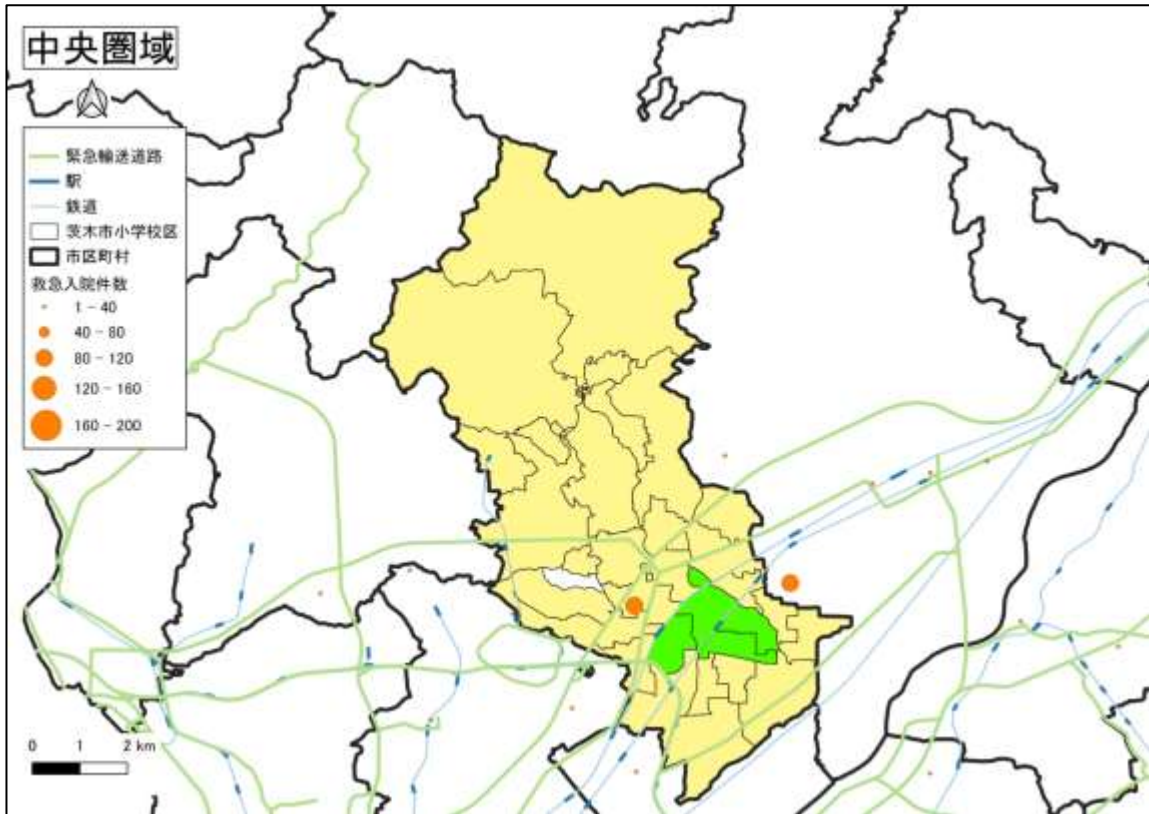 中央圏域
緊急輸送道路
駅
鉄道
茨木市小学校区
市区町村
救急入院件数
1 - 40
40 - 80
80 - 120
120 - 160
160 - 200
0 1 2 km